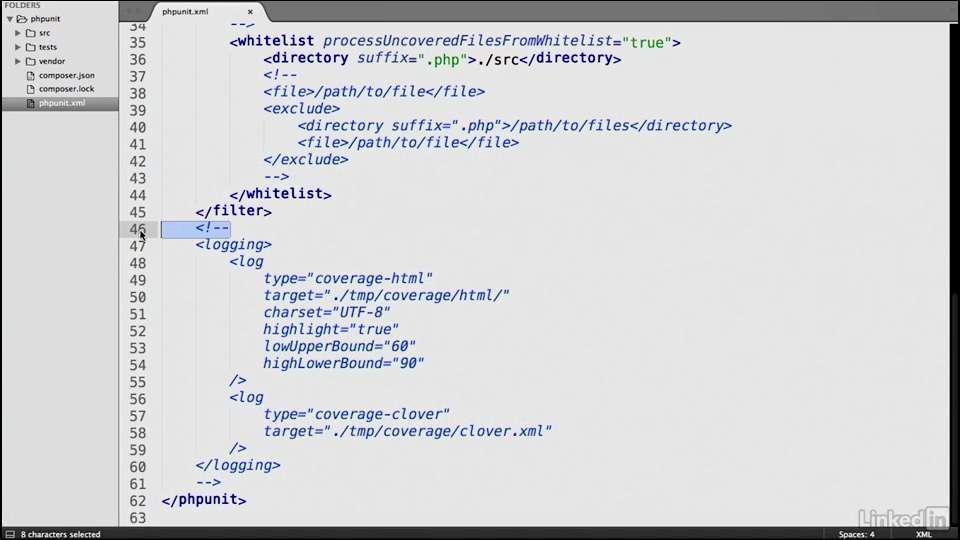 FOLDERS
phpunit
src
tests
vendor
composer.json
composer.lock
phpunit.xml
phpunit.xml ×
34 -->
35 <whitelist processUncoveredFilesFromWhitelist="true">
36 <directory suffix=".php">./src</directory>
37 <!--
38 <file>/path/to/file</file>
39 <exclude>
40 <directory suffix=".php">/path/to/files</directory>
41 <file>/path/to/file</file>
42 </exclude>
43 -->
44 </whitelist>
45 </filter>
46 <!--
47 <logging>
48 <log
49 type="coverage-html"
50 target="./tmp/coverage/html/"
51 charset="UTF-8"
52 highlight="true"
53 lowUpperBound="60"
54 highLowerBound="90"
55 />
56 <log
57 type="coverage-clover"
58 target="./tmp/coverage/clover.xml"
59 />
60 </logging>
61 -->
62 </phpunit>
63
LinkedIn
8 characters selected
Spaces: 4
XML